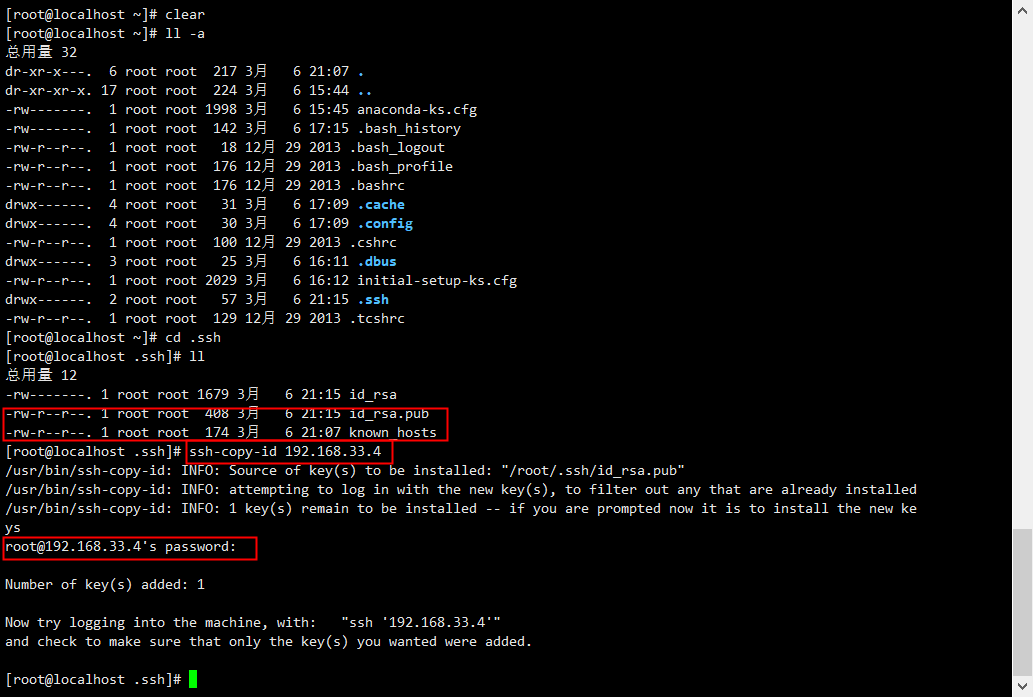 [root@localhost ~]# clear
[root@localhost ~]# ll -a
总用量 32
dr-xr-x---.  6 root root  217 3月   6 21:07 .
dr-xr-xr-x. 17 root root  224 3月   6 15:44 ..
-rw-------.  1 root root 1998 3月   6 15:45 anaconda-ks.cfg
-rw-------.  1 root root  142 3月   6 17:15 .bash_history
-rw-r--r--.  1 root root   18 12月 29 2013 .bash_logout
-rw-r--r--.  1 root root  176 12月 29 2013 .bash_profile
-rw-r--r--.  1 root root  176 12月 29 2013 .bashrc
drwx------.  4 root root   31 3月   6 17:09 .cache
drwx------.  4 root root   30 3月   6 17:09 .config
-rw-r--r--.  1 root root  100 12月 29 2013 .cshrc
drwx------.  3 root root   25 3月   6 16:11 .dbus
-rw-r--r--.  1 root root 2029 3月   6 16:12 initial-setup-ks.cfg
drwx------.  2 root root   57 3月   6 21:15 .ssh
-rw-r--r--.  1 root root  129 12月 29 2013 .tcshrc
[root@localhost ~]# cd .ssh
[root@localhost .ssh]# ll
总用量 12
-rw-------. 1 root root 1679 3月   6 21:15 id_rsa
-rw-r--r--. 1 root root  408 3月   6 21:15 id_rsa.pub
-rw-r--r--. 1 root root  174 3月   6 21:07 known_hosts
[root@localhost .ssh]# ssh-copy-id 192.168.33.4
/usr/bin/ssh-copy-id: INFO: Source of key(s) to be installed: "/root/.ssh/id_rsa.pub"
/usr/bin/ssh-copy-id: INFO: attempting to log in with the new key(s), to filter out any that are already installed
/usr/bin/ssh-copy-id: INFO: 1 key(s) remain to be installed -- if you are prompted now it is to install the new ke
ys
root@192.168.33.4's password:
Number of key(s) added: 1
Now try logging into the machine, with:   "ssh '192.168.33.4'"
and check to make sure that only the key(s) you wanted were added.
[root@localhost .ssh]#